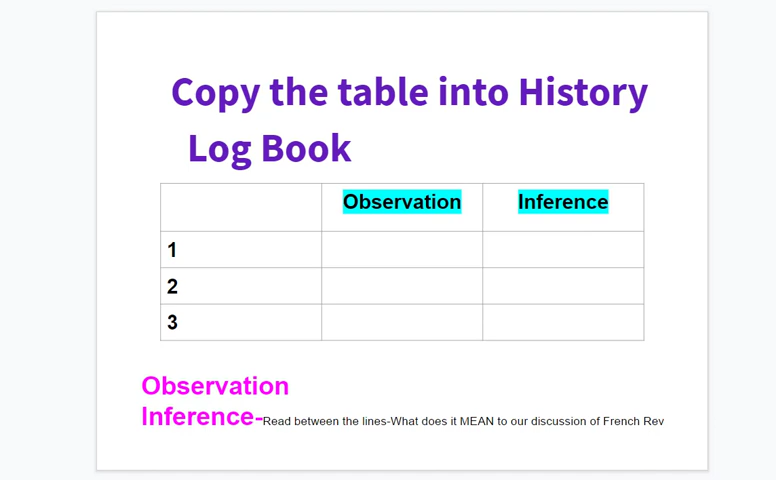 Copy the table into History
Log Book
Observation Inference
1
2
3
Observation
Inference-Read between the lines-What does it MEAN to our discussion of French Rev